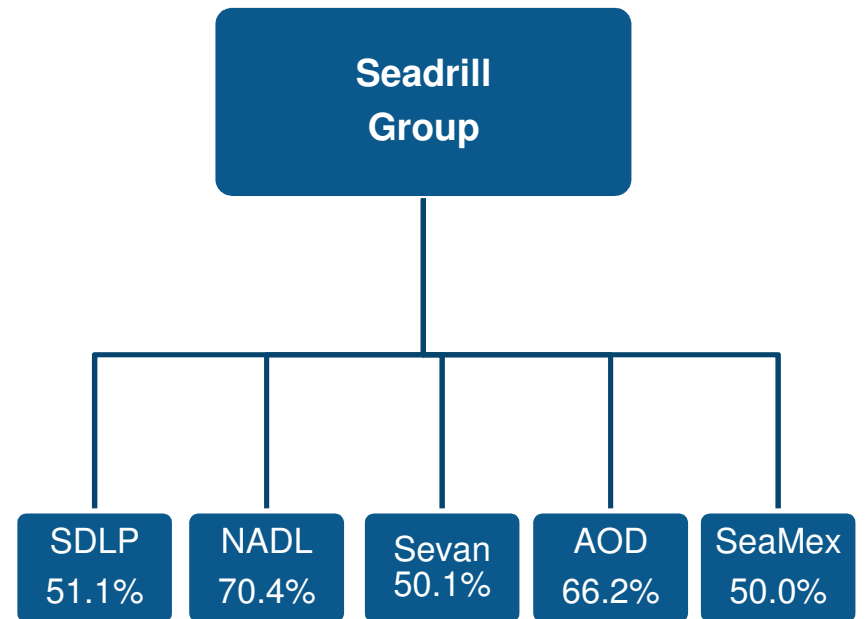 Seadrill
Group
SDLP
51.1%
NADL
70.4%
Sevan
50.1%
AOD
66.2%
SeaMex
50.0%